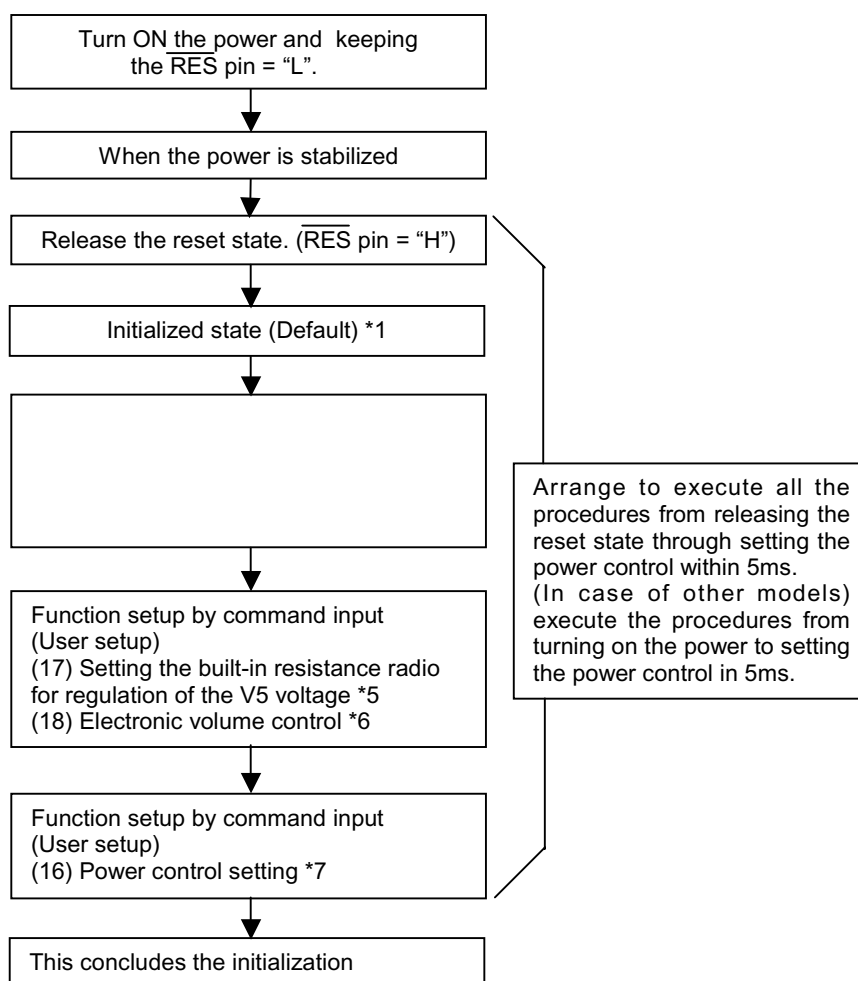 Turn ON the power and keeping
the R̅E̅S̅ pin = “L”.
When the power is stabilized
Release the reset state. (R̅E̅S̅ pin = “H”)
Initialized state (Default) *1
Function setup by command input
(User setup)
(17) Setting the built-in resistance radio
for regulation of the V5 voltage *5
(18) Electronic volume control *6
Function setup by command input
(User setup)
(16) Power control setting *7
This concludes the initialization
Arrange to execute all the
procedures from releasing the
reset state through setting the
power control within 5ms.
(In case of other models)
execute the procedures from
turning on the power to setting
the power control in 5ms.